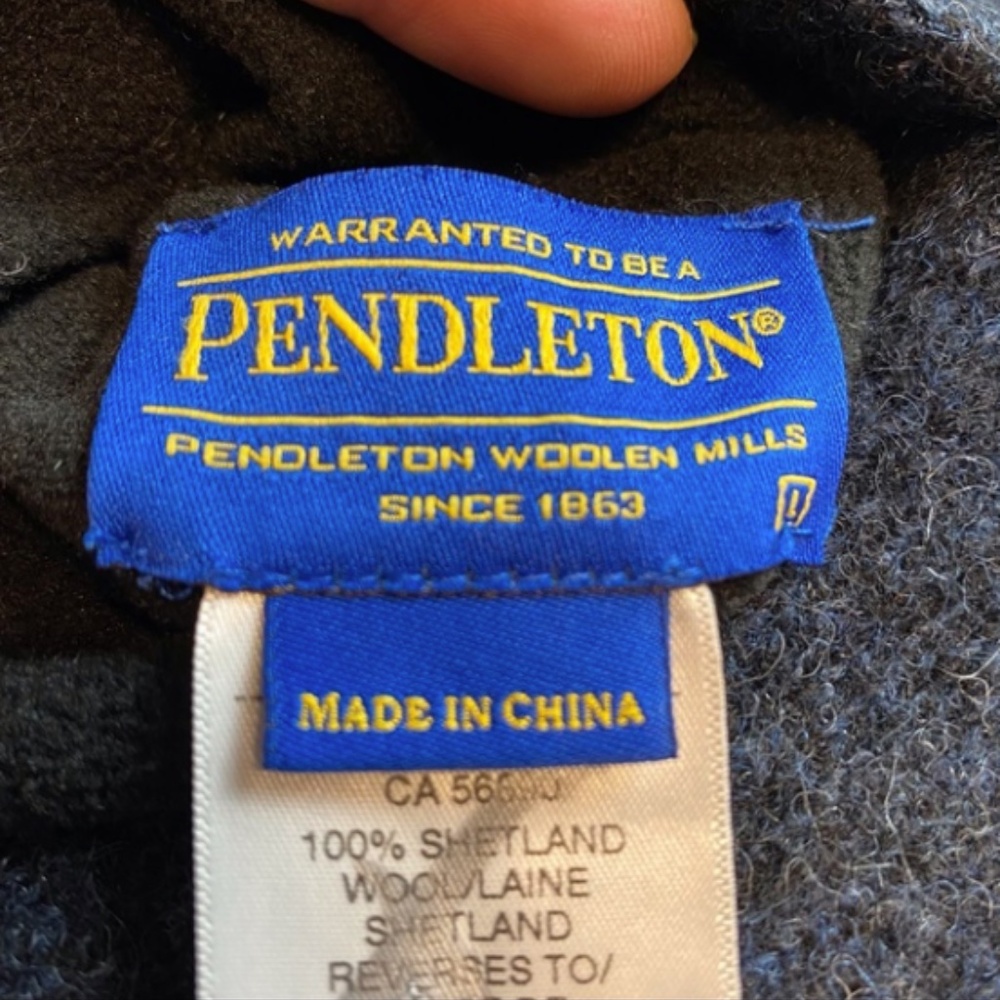 WARRANTED TO BE A
PENDLETON®
PENDLETON WOOLEN MILLS
SINCE 1863
MADE IN CHINA
CA
100% SHETLAND
WOOL/LAINE
SHETLAND
REVERSES TO/